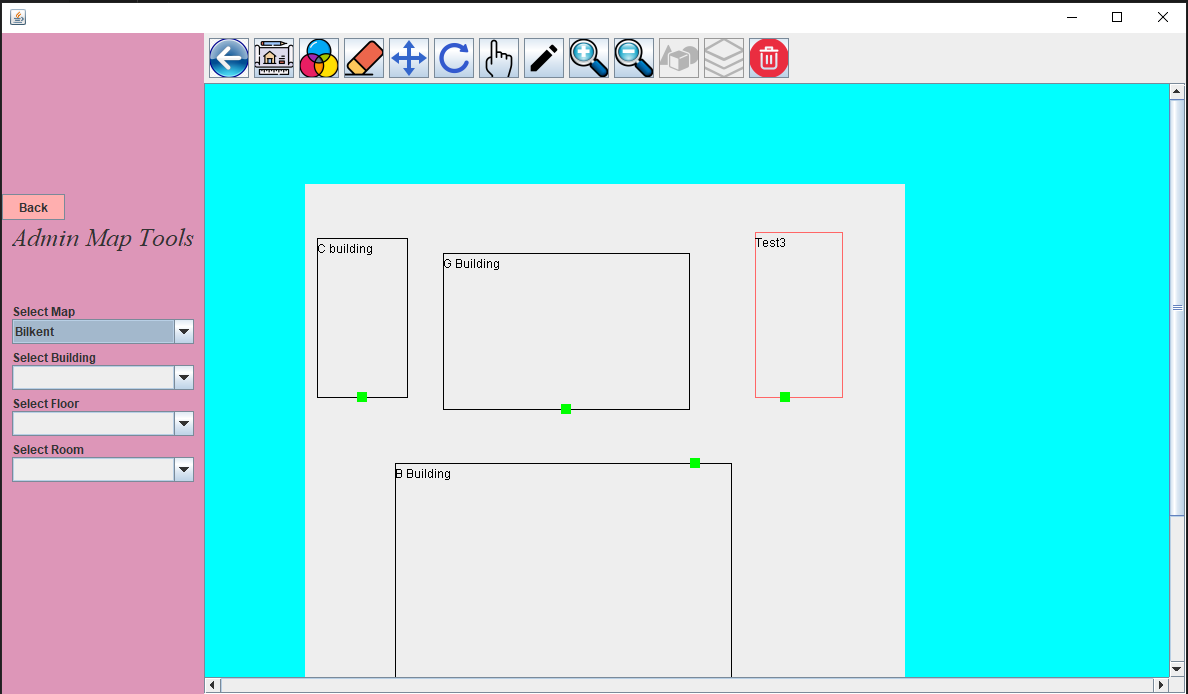 Back
Admin Map Tools
Select Map
Bilkent
Select Building
Select Floor
Select Room
C building
G Building
Test3
B Building